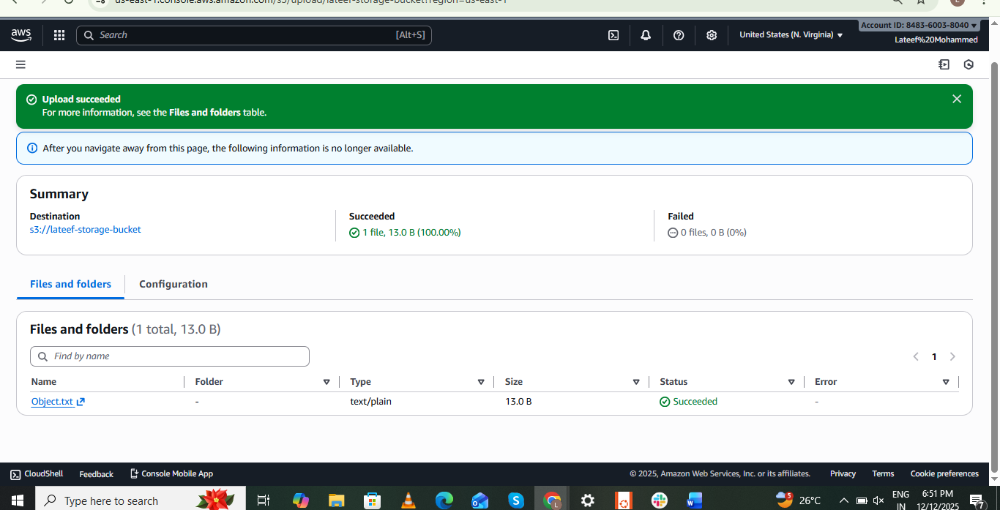 us-east-1.console.aws.amazon.com/s3/upload/lateef-storage-bucket?region=us-east-1
aws
Search [Alt+S]
United States (N. Virginia) ▼
Account ID: 8483-6003-8040 ▼
Lateef%20Mohammed
Upload succeeded
For more information, see the Files and folders table.
After you navigate away from this page, the following information is no longer available.
Summary
Destination
s3://lateef-storage-bucket
Succeeded
1 file, 13.0 B (100.00%)
Failed
0 files, 0 B (0%)
Files and folders Configuration
Files and folders (1 total, 13.0 B)
Find by name
1
Name Folder Type Size Status Error
Object.txt - text/plain 13.0 B Succeeded -
CloudShell Feedback Console Mobile App © 2025, Amazon Web Services, Inc. or its affiliates. Privacy Terms Cookie preferences
Type here to search
26°C
ENG
IN
6:51 PM
12/12/2025
7